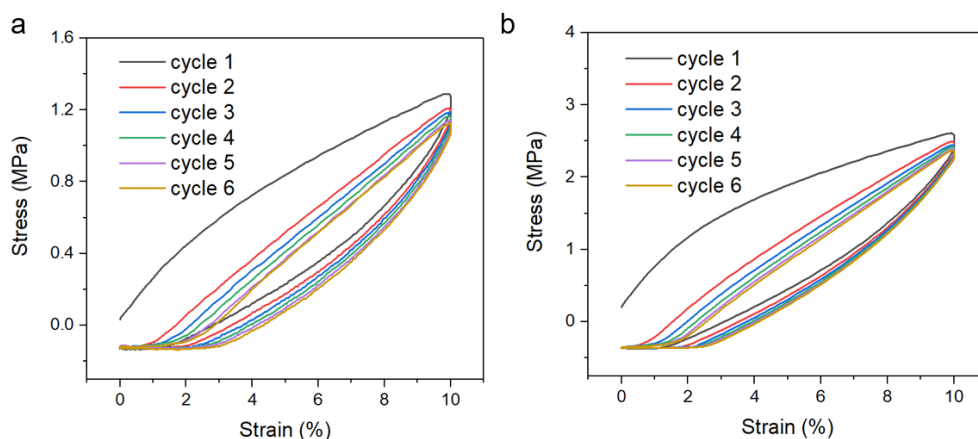 a
1.6
1.2
0.8
0.4
0.0
Stress (MPa)
cycle 1
cycle 2
cycle 3
cycle 4
cycle 5
cycle 6
0 2 4 6 8 10
Strain (%)
b
4
3
2
1
0
Stress (MPa)
cycle 1
cycle 2
cycle 3
cycle 4
cycle 5
cycle 6
0 2 4 6 8 10
Strain (%)